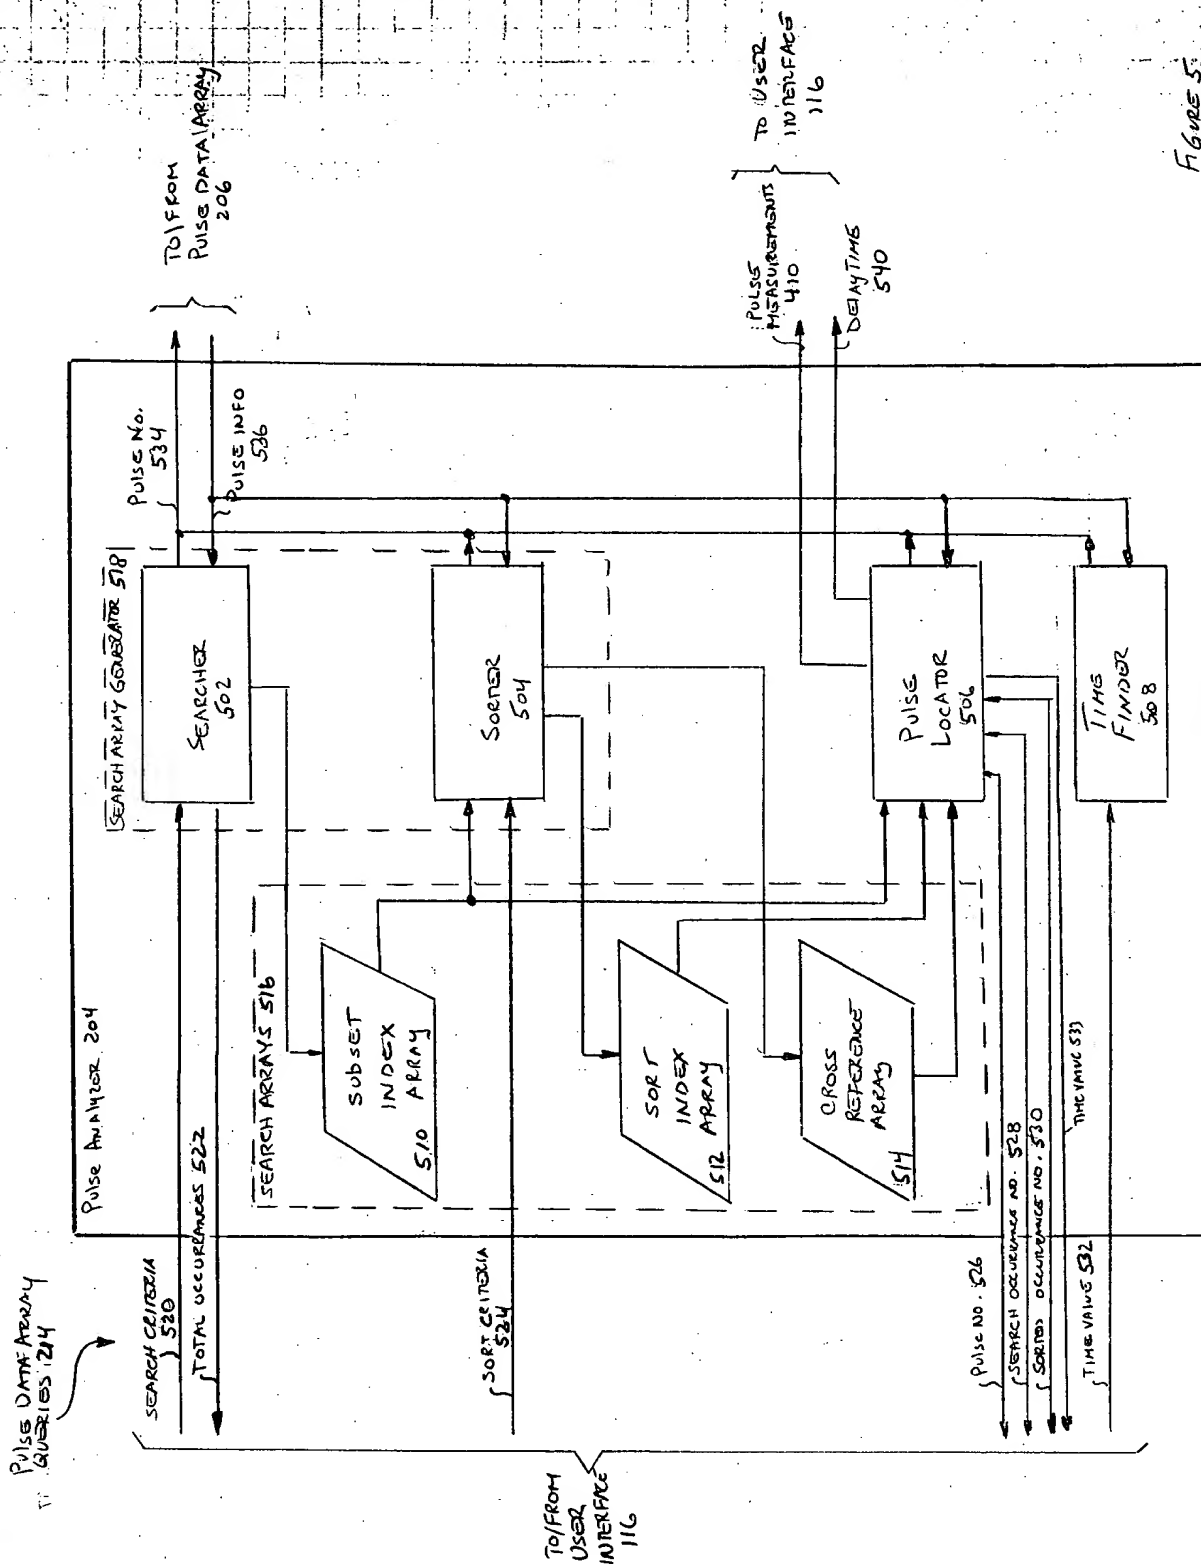 PULSE DATA ARRAY
QUERIES 214
TO/FROM
USER
INTERFACE
116
SEARCH CRITERIA
520
TOTAL OCCURRANCES 522
SORT CRITERIA
524
PULSE NO. 526
SEARCH OCCURRENCE NO. 528
SORTED OCCURRENCE NO. 530
TIME VALUE 533
TIME VALUE 532
PULSE ANALYZER 204
SEARCH ARRAYS 516
SUBSET
INDEX
ARRAY
510
SORT
INDEX
ARRAY
512
CROSS
REFERENCE
ARRAY
514
SEARCH ARRAY GENERATOR 518
SEARCHER
502
SORTER
504
PULSE
LOCATOR
506
TIME
FINDER
508
PULSE NO.
534
PULSE INFO
536
TO/FROM
PULSE DATA ARRAY
206
PULSE
MEASUREMENTS
410
DELAY TIME
540
TO USER
INTERFACE
116
FIGURE 5